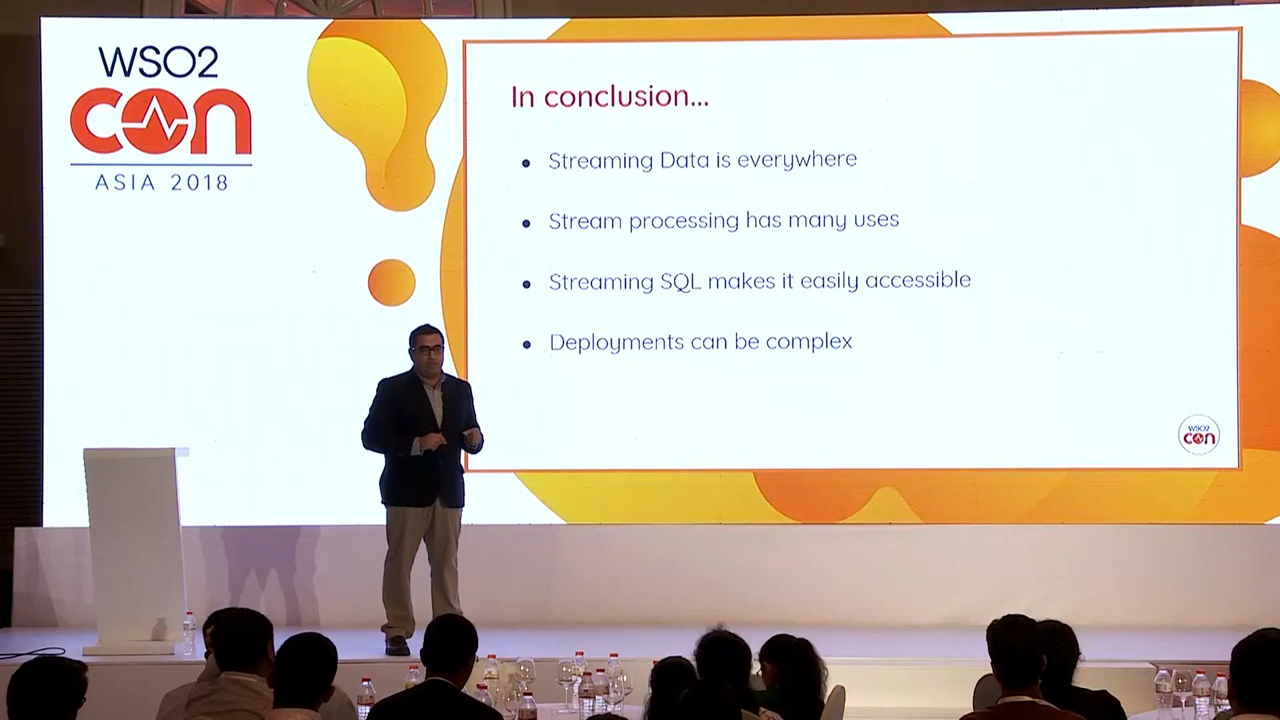 WSO2
con
ASIA 2018
In conclusion...
• Streaming Data is everywhere
• Stream processing has many uses
• Streaming SQL makes it easily accessible
• Deployments can be complex
WSO2
con